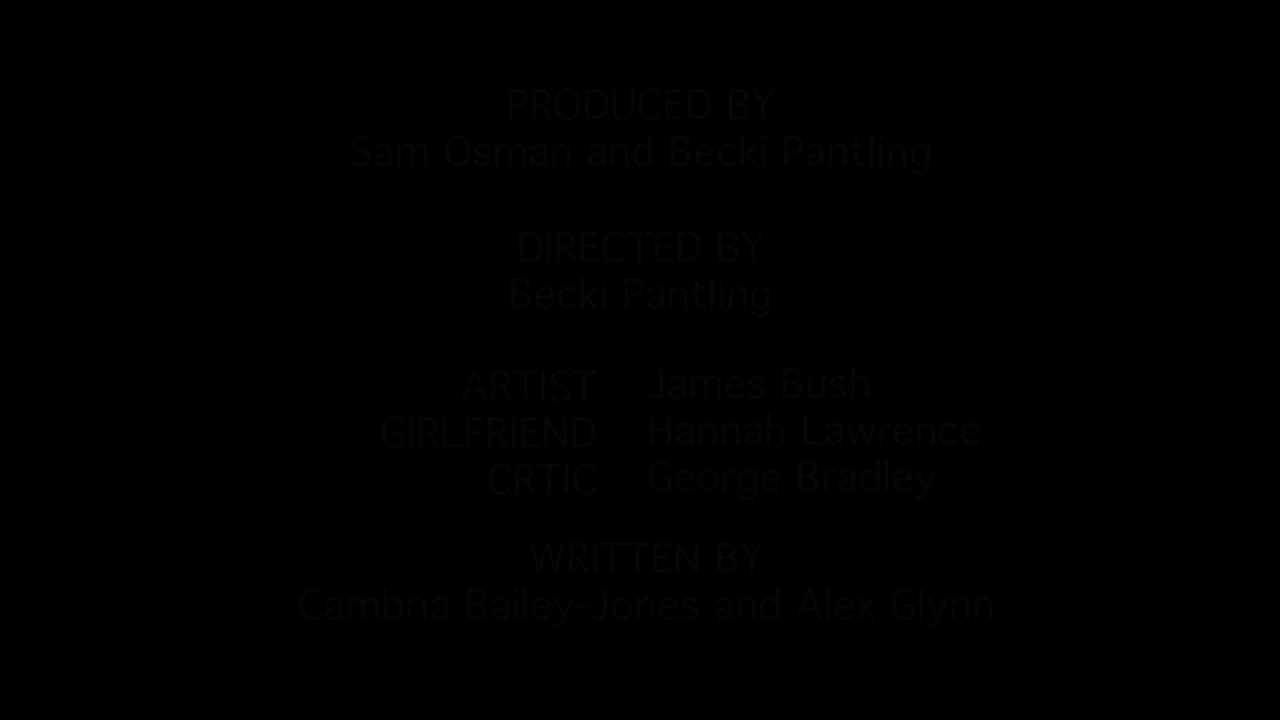 PRODUCED BY
Sam Osman and Becki Pantling
DIRECTED BY
Becki Pantling
ARTIST James Bush
GIRLFRIEND Hannah Lawrence
CRTIC George Bradley
WRITTEN BY
Cambria Bailey-Jones and Alex Glynn